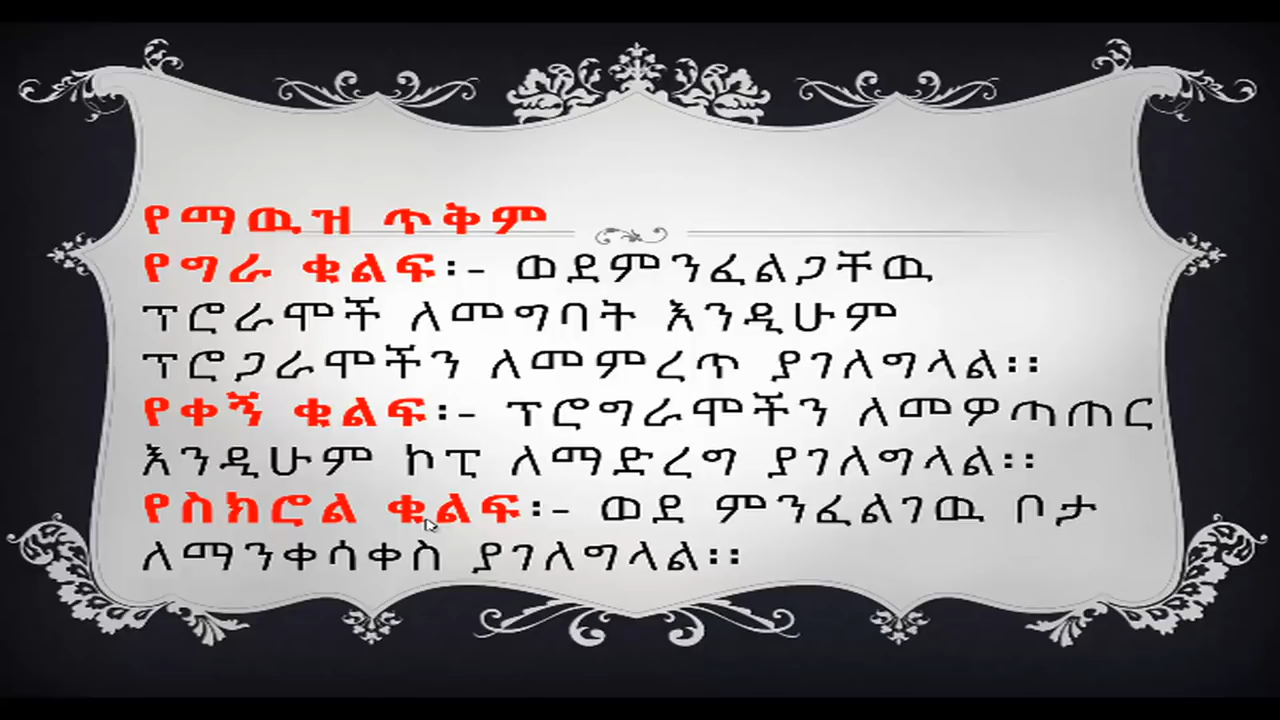 የማዉዝ ጥቅም
የግራ ቁልፍ፡- ወደምንፈልጋቸዉ
ፕሮራሞች ለመግባት እንዲሁም
ፕሮጋራሞችን ለመምረጥ ያገለግላል፡፡
የቀኝ ቁልፍ፡- ፕሮግራሞችን ለመዎጣጠር
እንዲሁም ኮፒ ለማድረግ ያገለግላል፡፡
የስክሮል ቁልፍ፡- ወደ ምንፈልገዉ ቦታ
ለማንቀሳቀስ ያገለግላል፡፡